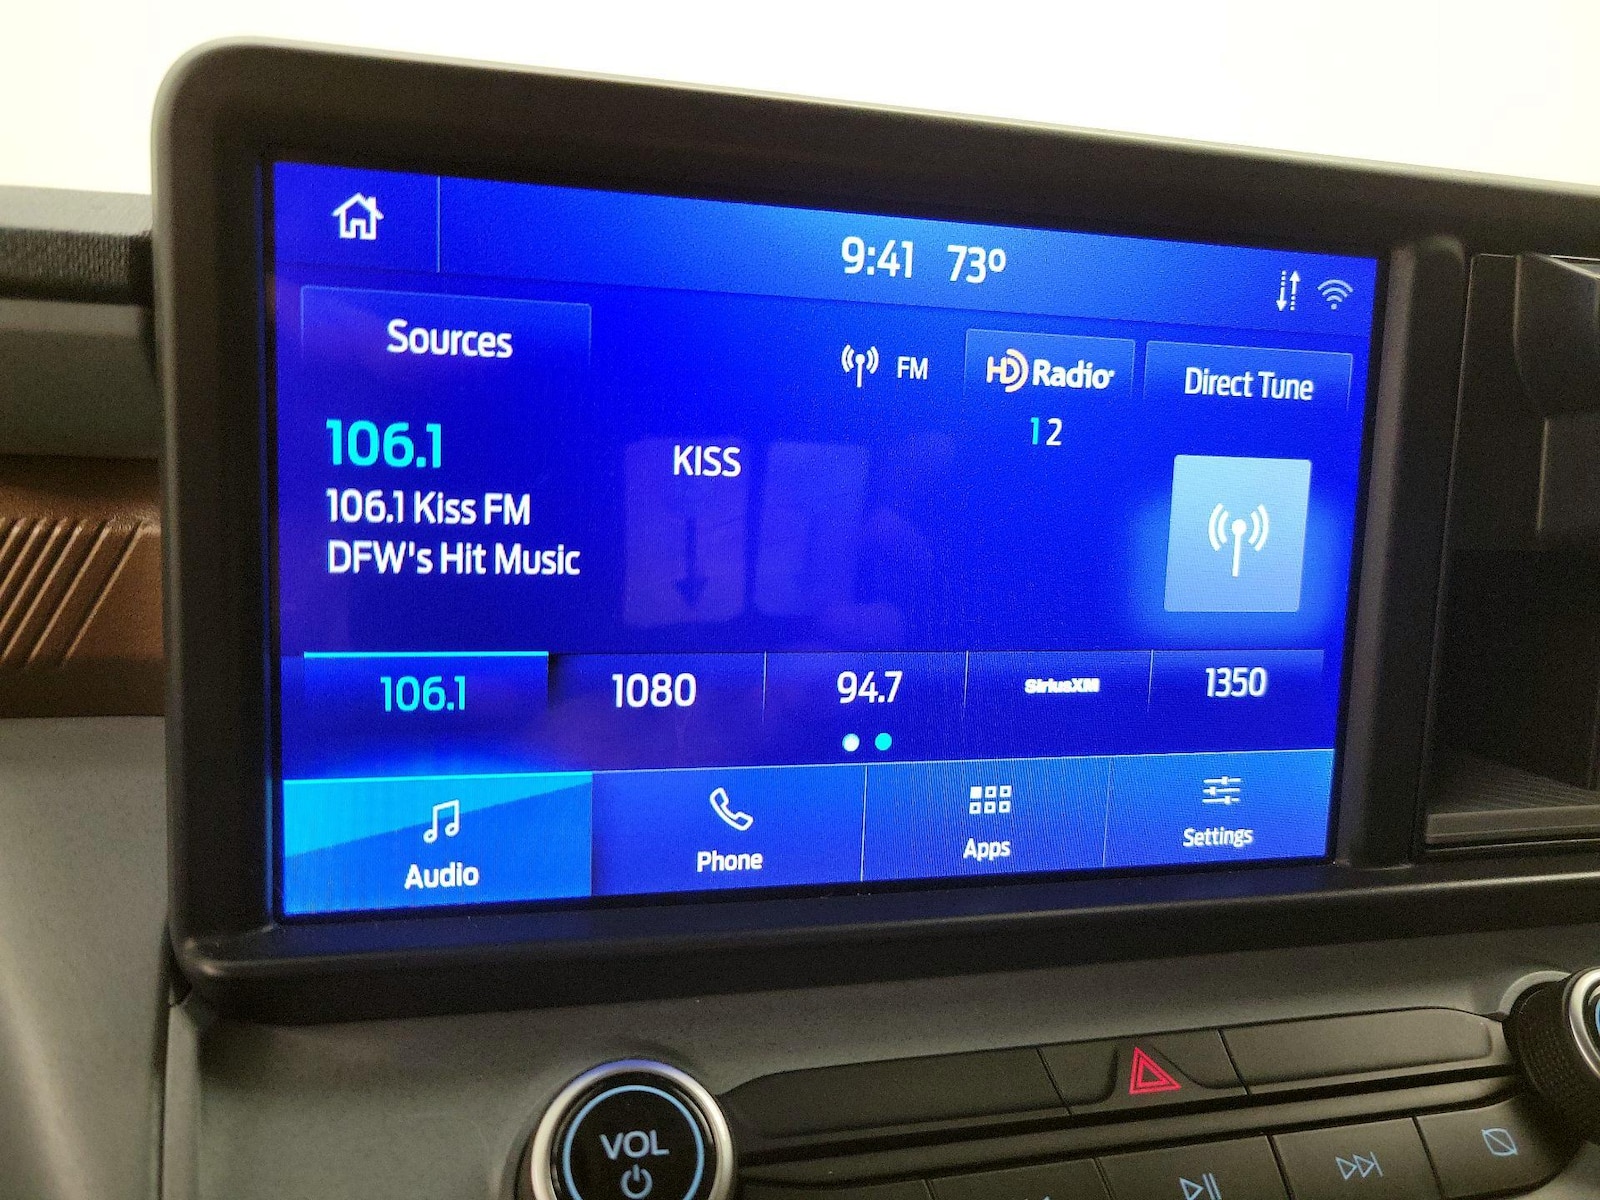 9:41 73°
Sources
FM
HD Radio
Direct Tune
1 2
106.1
KISS
106.1 Kiss FM
DFW's Hit Music
106.1
1080
94.7
SiriusXM
1350
Audio
Phone
Apps
Settings
VOL